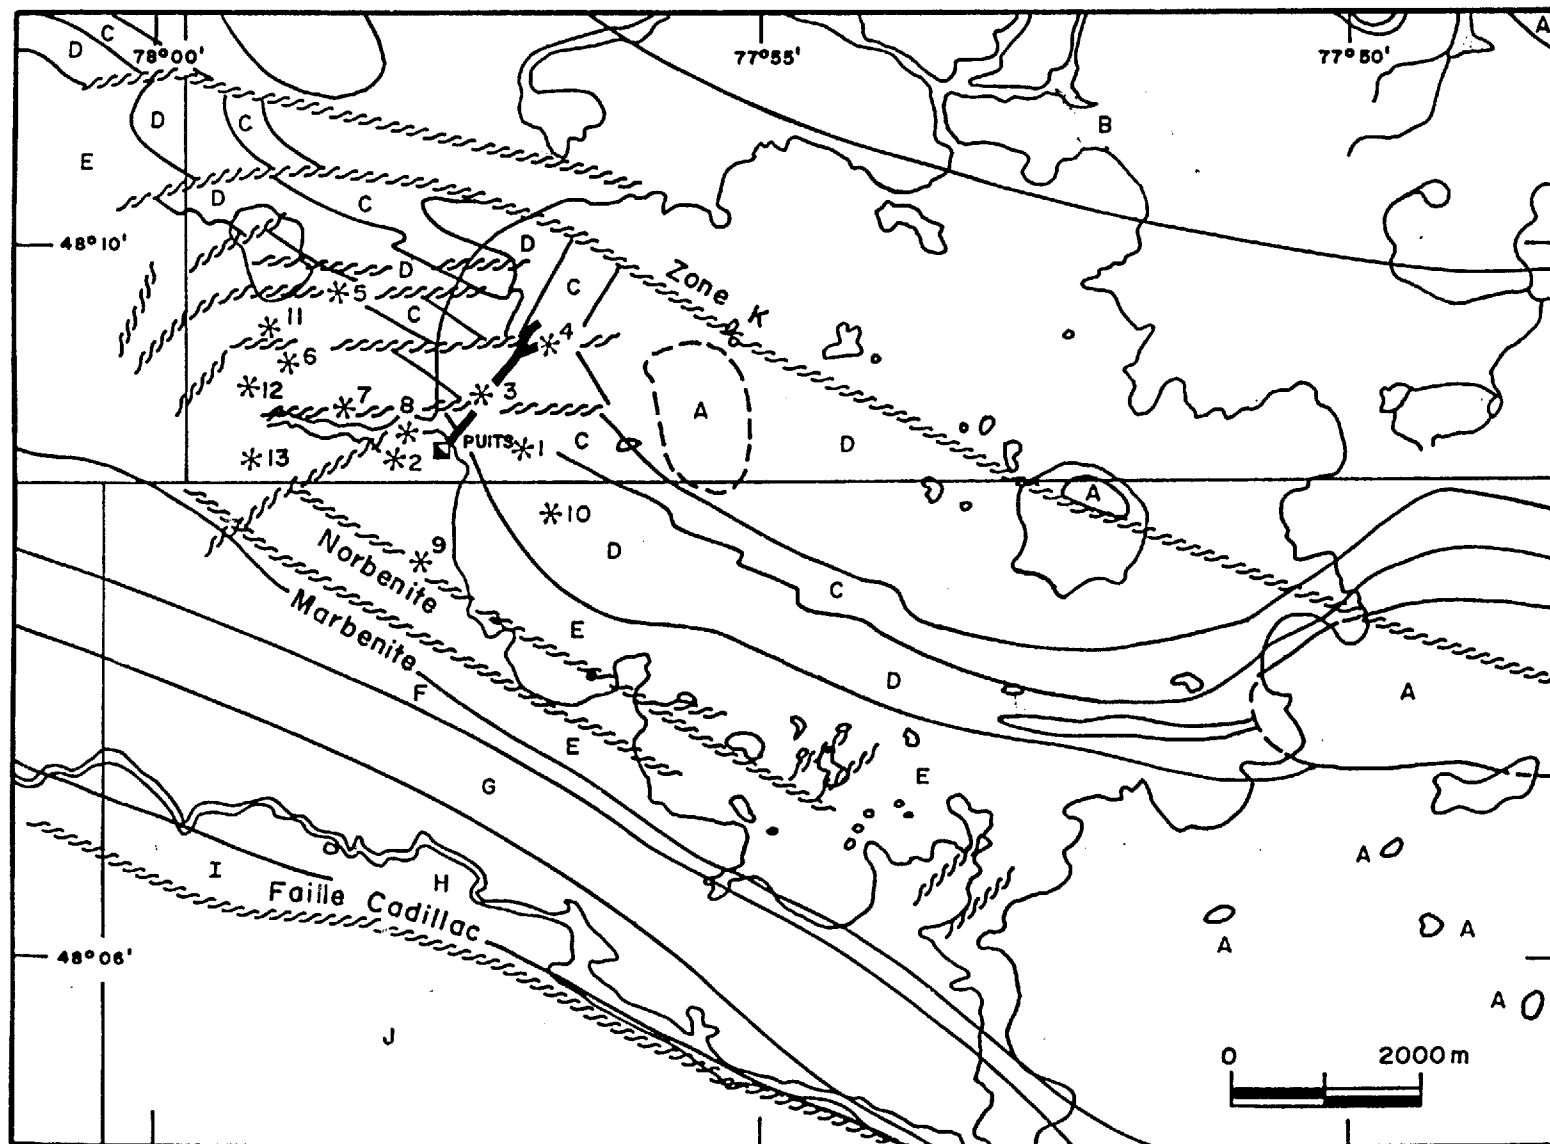 C
D
78°00'
77°55'
77°50'
A
D
C
B
E
D
C
48°10'
D
D
Zone K
C
5
C
11
4
6
12
7
8
3
A
D
PUITS
1
C
13
2
A
10
D
Norbenite
9
Marbenite
C
E
F
D
A
E
E
G
A
I
H
Faille Cadillac
A
A
48°06'
A
J
0 2000m